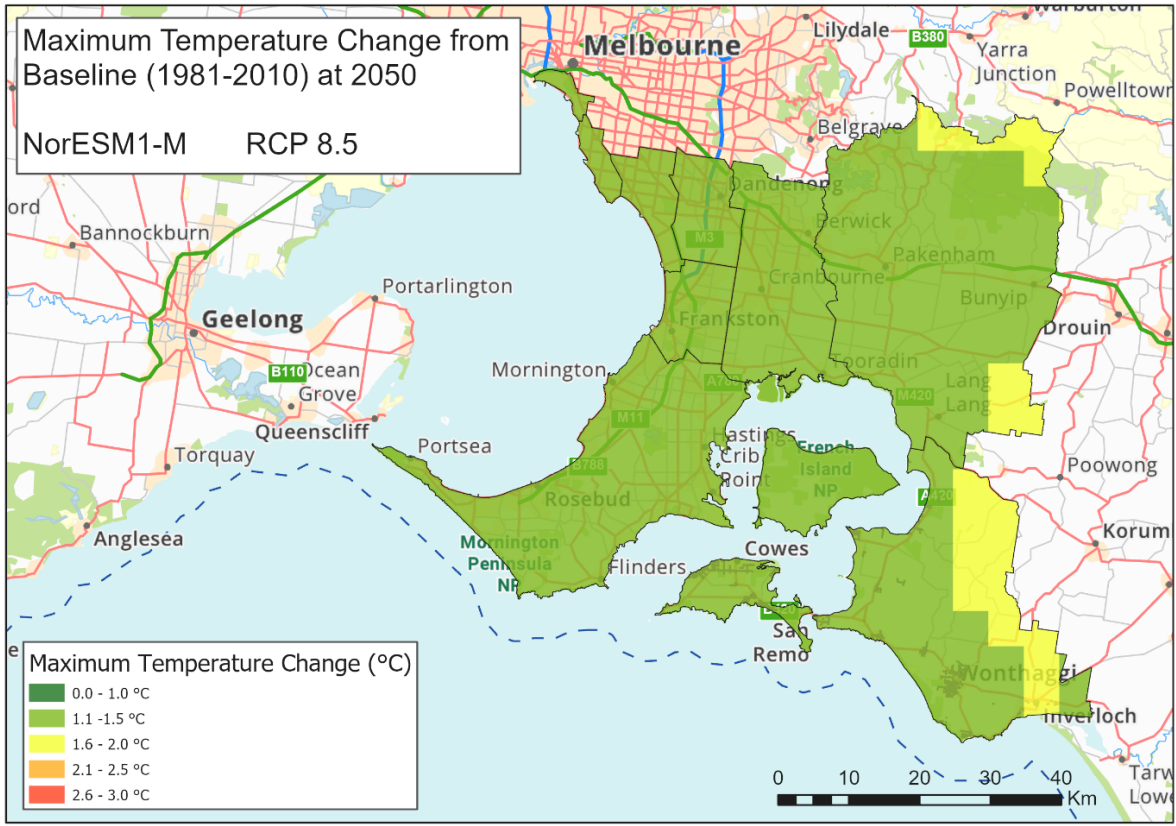 Maximum Temperature Change from
Baseline (1981-2010) at 2050
NorESM1-M RCP 8.5
Warburton
Lilydale
B380
Melbourne
Yarra
Junction
Powelltown
Belgrave
ord
Dandenong
Bannockburn
Berwick
M3
Pakenham
Cranbourne
Portarlington
Bunyip
Geelong
Frankston
Drouin
Tooradin
B110
Ocean
Grove
Mornington
Lang
Lang
M420
M11
Queenscliff
Hastings
Portsea
French
Island
NP
Crib
Point
Torquay
B788
Poowong
Rosebud
A420
Anglesea
Korum
Mornington
Peninsula
NP
Cowes
Flinders
San
Remo
e
Maximum Temperature Change (°C)
0.0 - 1.0 °C
1.1 -1.5 °C
1.6 - 2.0 °C
2.1 - 2.5 °C
2.6 - 3.0 °C
Wonthaggi
Inverloch
Tarw
Lowe
0 10 20 30 40
Km